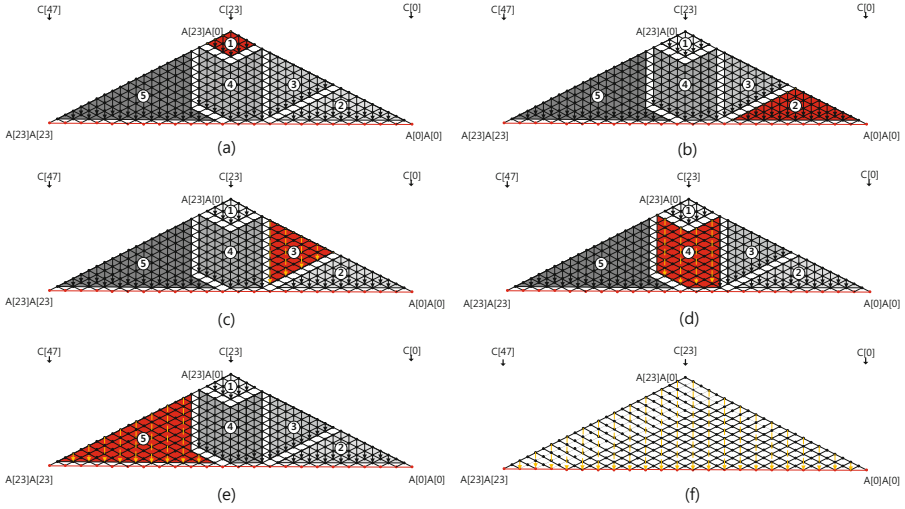 C[47] C[23] C[0] C[47] C[23] C[0]
A[23]A[0] A[23]A[0]
1 1
5 4 3 2 5 4 3 2
A[23]A[23] A[0]A[0] A[23]A[23] A[0]A[0]
(a) (b)
C[47] C[23] C[0] C[47] C[23] C[0]
A[23]A[0] A[23]A[0]
1 1
5 4 3 2 5 4 3 2
A[23]A[23] A[0]A[0] A[23]A[23] A[0]A[0]
(c) (d)
C[47] C[23] C[0] C[47] C[23] C[0]
A[23]A[0] A[23]A[0]
1
5 4 3 2
A[23]A[23] A[0]A[0] A[23]A[23] A[0]A[0]
(e) (f)